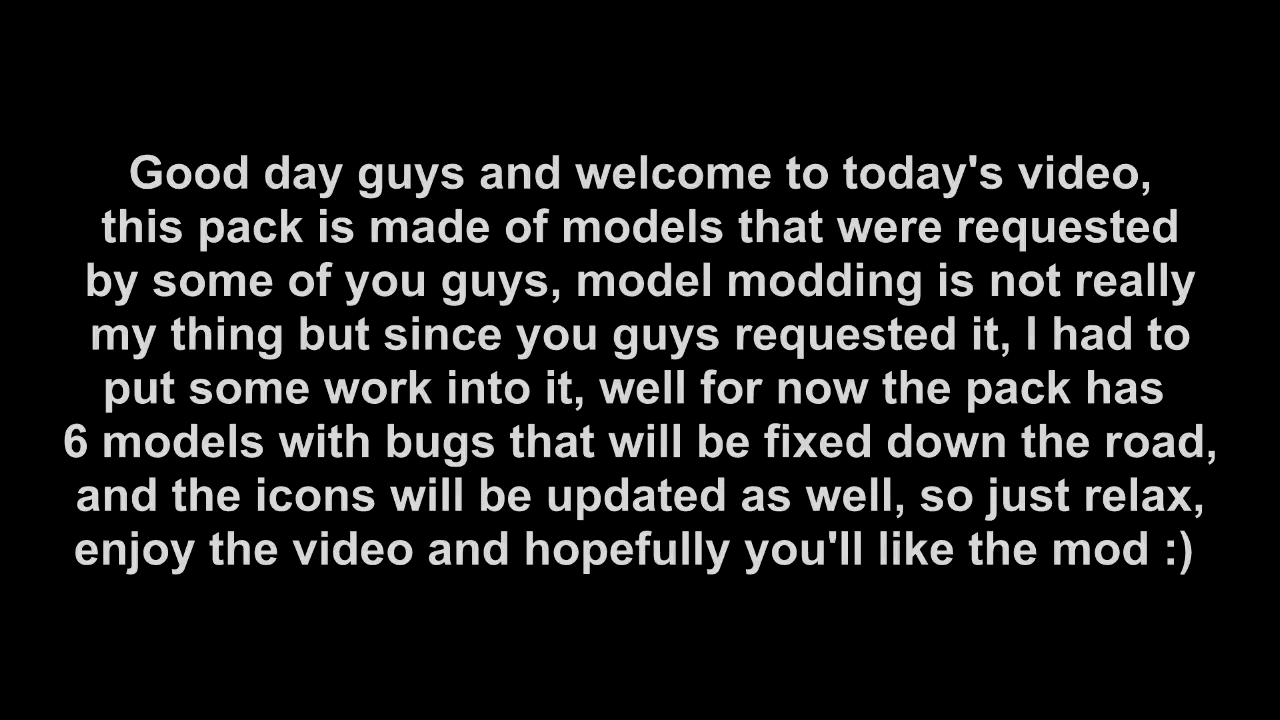 Good day guys and welcome to today's video,
this pack is made of models that were requested
by some of you guys, model modding is not really
my thing but since you guys requested it, I had to
put some work into it, well for now the pack has
6 models with bugs that will be fixed down the road,
and the icons will be updated as well, so just relax,
enjoy the video and hopefully you'll like the mod :)